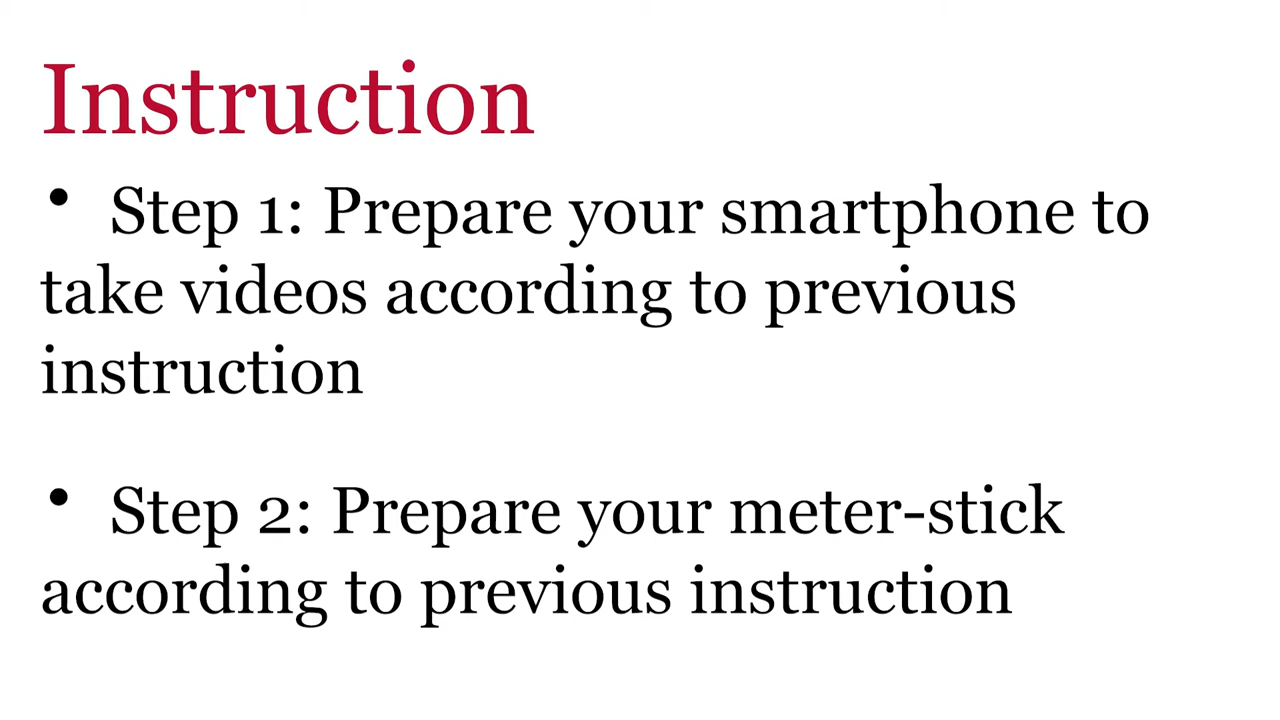 Instruction
• Step 1: Prepare your smartphone to
take videos according to previous
instruction
• Step 2: Prepare your meter-stick
according to previous instruction